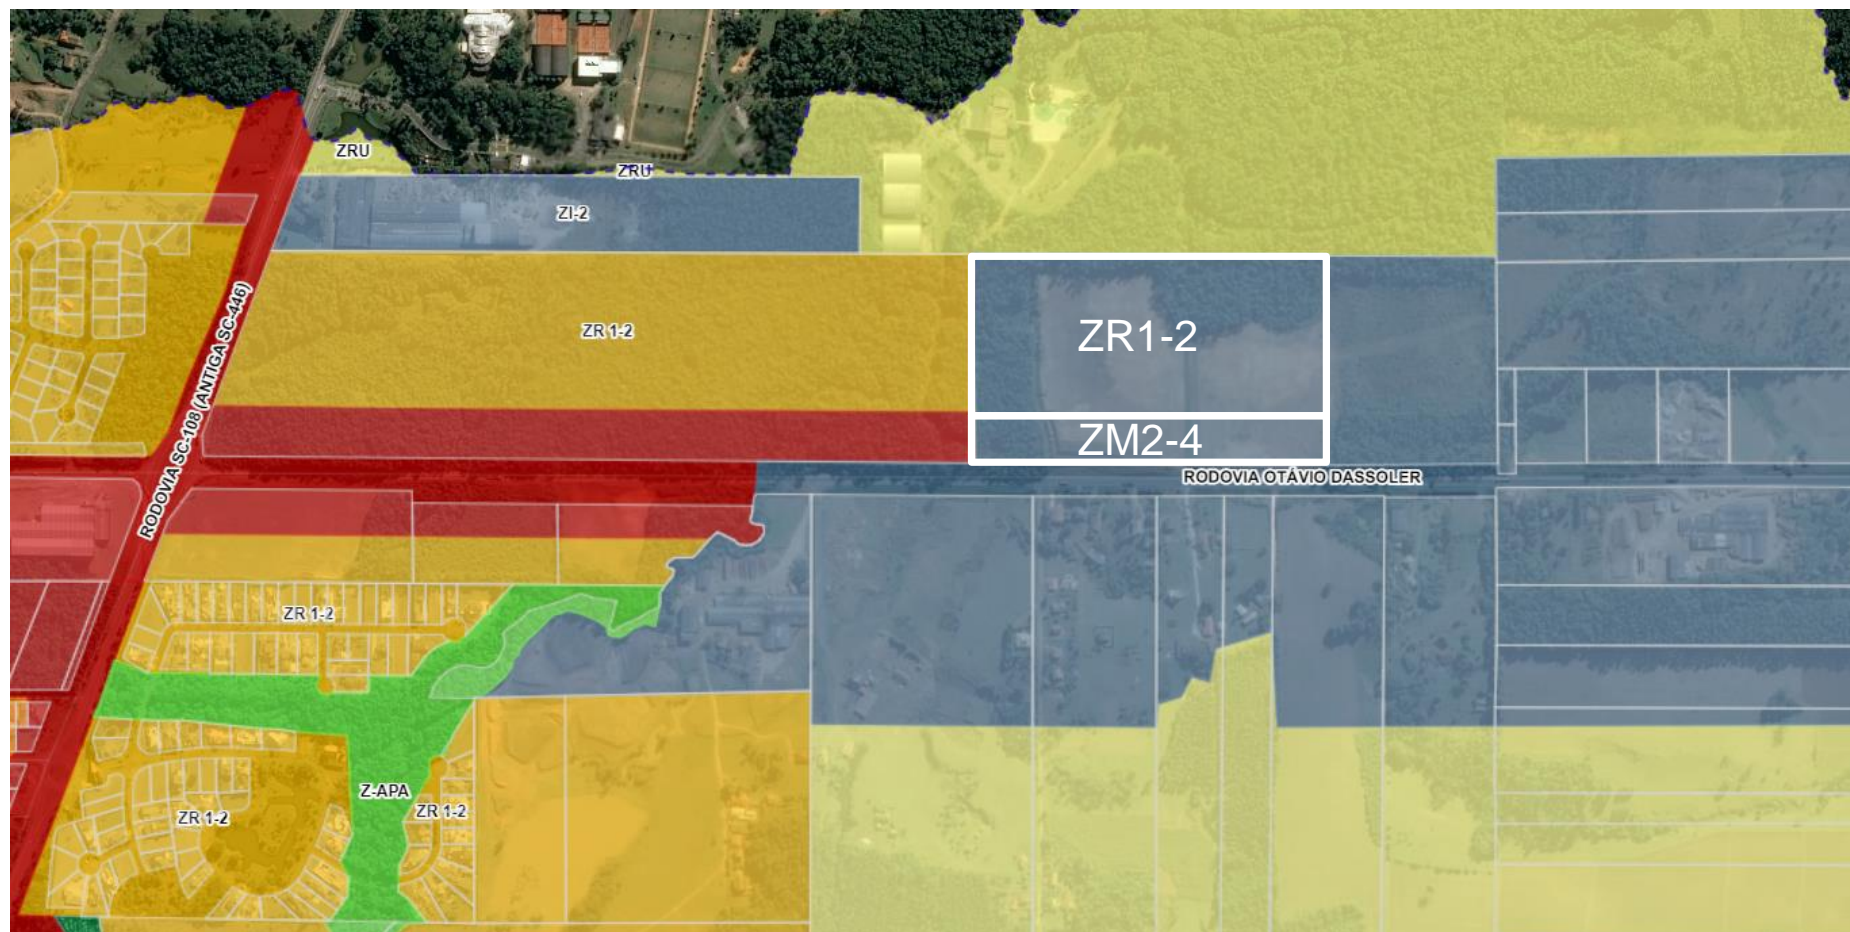 ZRU
ZRU
ZI-2
ZR 1-2
ZR1-2
ZM2-4
RODOVIA SC-108 (ANTIGA SC-446)
RODOVIA OTÁVIO DASSOLER
ZR 1-2
Z-APA
ZR 1-2
ZR 1-2